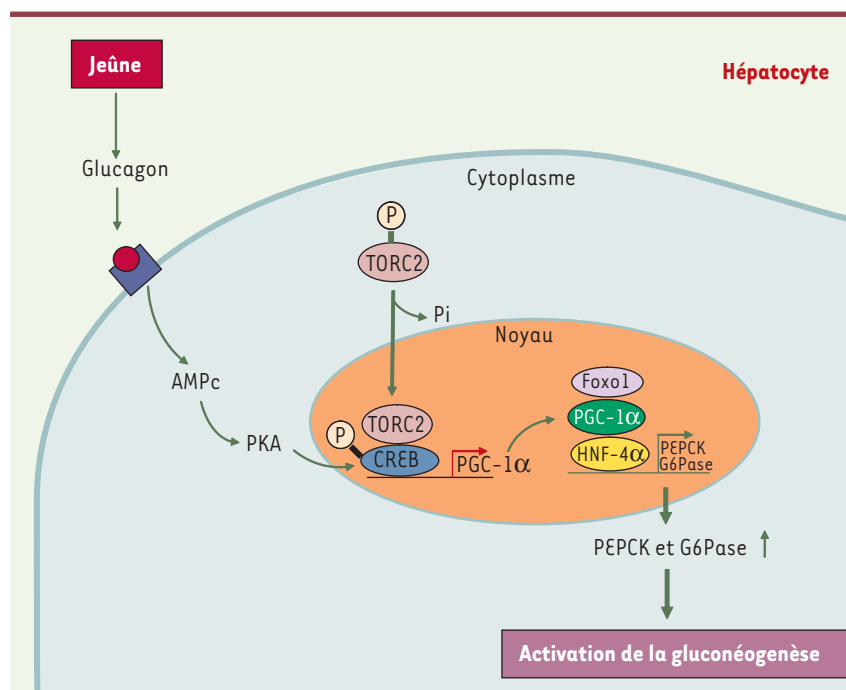 Jeûne
Hépatocyte
Glucagon
Cytoplasme
P
TORC2
Pi
Noyau
AMPc
PKA
P
TORC2
CREB
PGC-1α
Foxo1
PGC-1α
HNF-4α
PEPCK
G6Pase
PEPCK et G6Pase
Activation de la gluconéogenèse